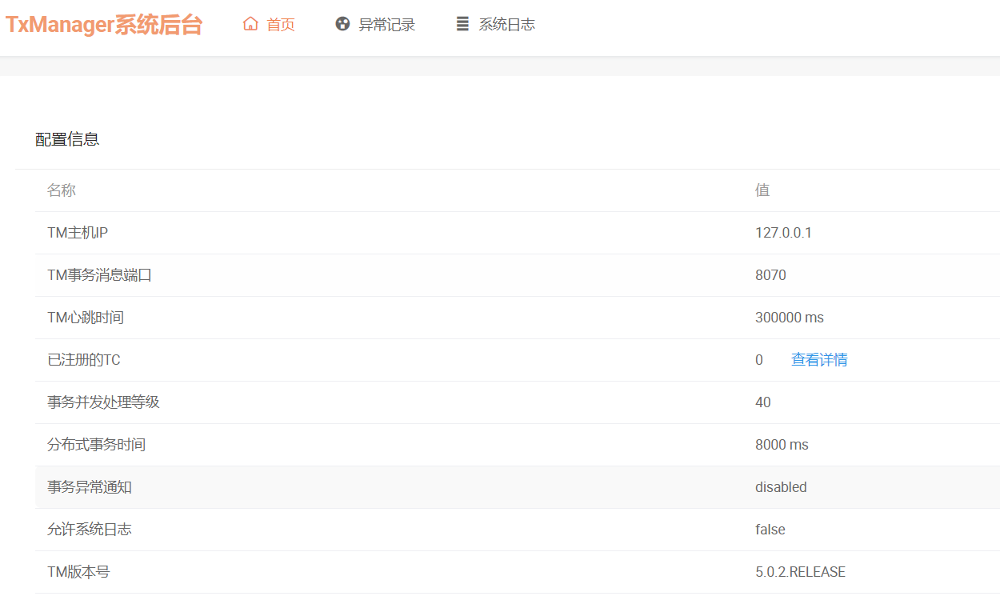 TxManager系统后台 首页 异常记录 系统日志
配置信息
名称 值
TM主机IP 127.0.0.1
TM事务消息端口 8070
TM心跳时间 300000 ms
已注册的TC 0 查看详情
事务并发处理等级 40
分布式事务时间 8000 ms
事务异常通知 disabled
允许系统日志 false
TM版本号 5.0.2.RELEASE